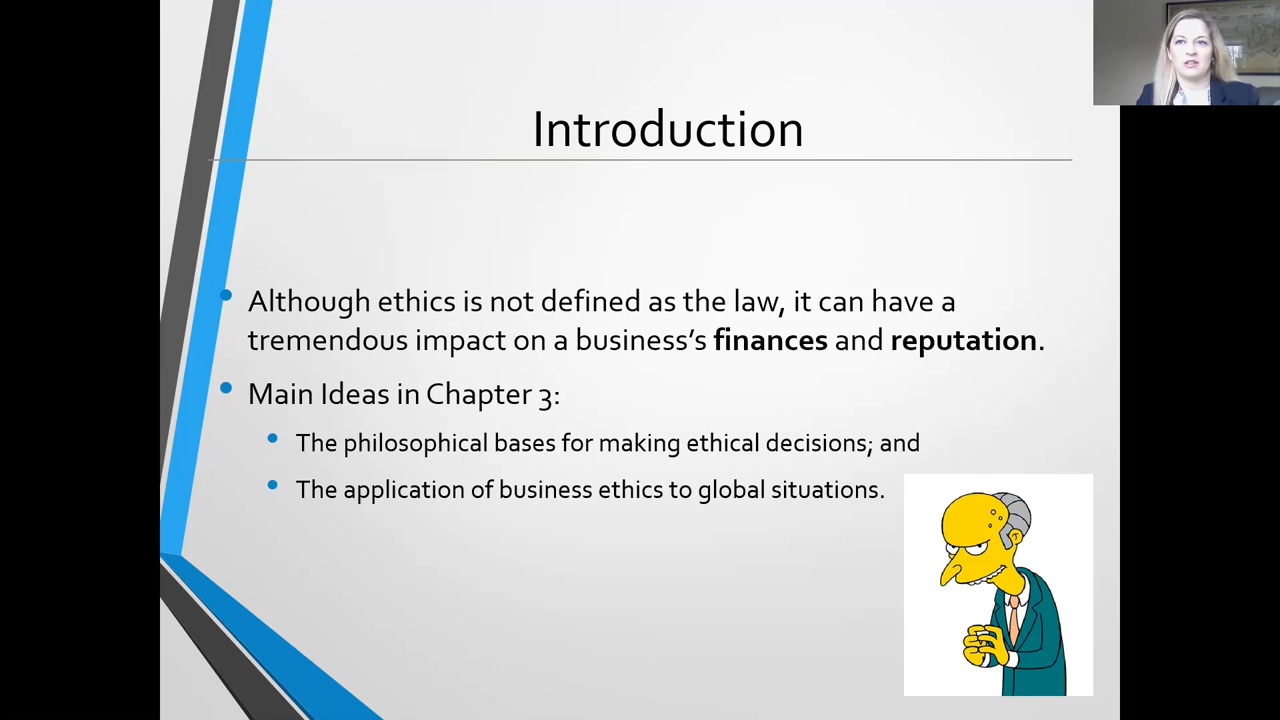 Introduction
Although ethics is not defined as the law, it can have a
tremendous impact on a business’s finances and reputation.
Main Ideas in Chapter 3:
The philosophical bases for making ethical decisions; and
The application of business ethics to global situations.